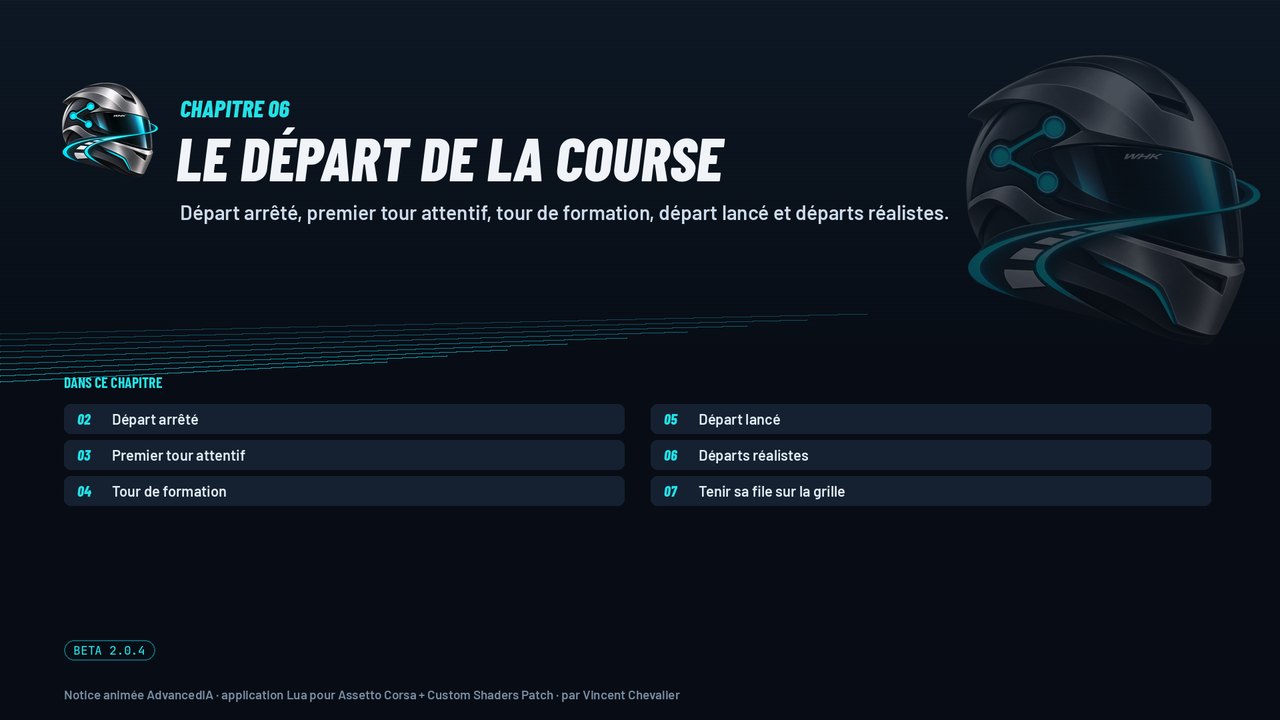 CHAPITRE 06
LE DÉPART DE LA COURSE
Départ arrêté, premier tour attentif, tour de formation, départ lancé et départs réalistes.
WHK
DANS CE CHAPITRE
02 Départ arrêté
03 Premier tour attentif
04 Tour de formation
05 Départ lancé
06 Départs réalistes
07 Tenir sa file sur la grille
BETA 2.0.4
Notice animée AdvancedIA · application Lua pour Assetto Corsa + Custom Shaders Patch · par Vincent Chevalier